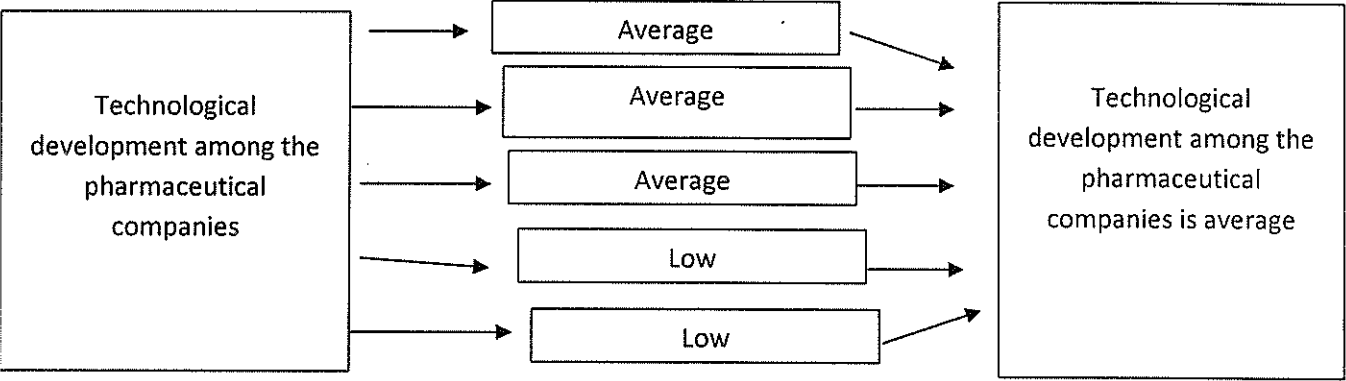 Technological
development among the
pharmaceutical
companies
Average
Average
Average
Low
Low
Technological
development among the
pharmaceutical
companies is average